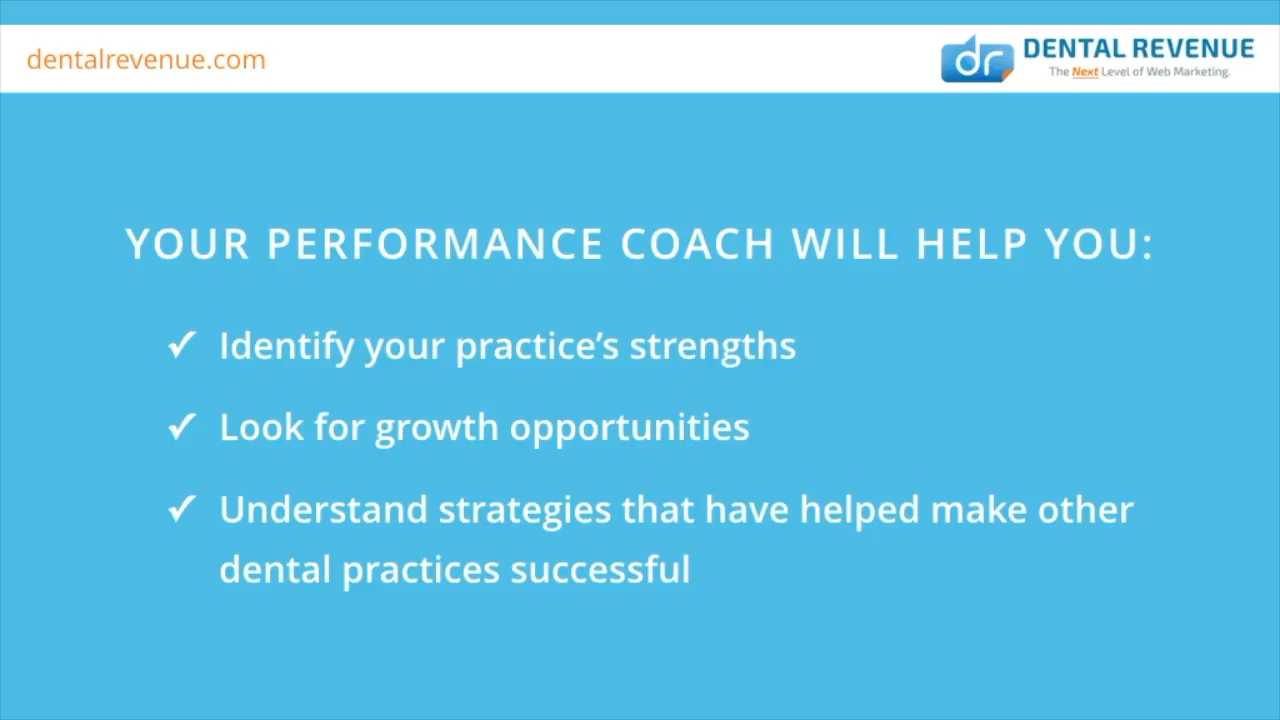 dentalrevenue.com
dr DENTAL REVENUE
The Next Level of Web Marketing.
YOUR PERFORMANCE COACH WILL HELP YOU:
✓ Identify your practice’s strengths
✓ Look for growth opportunities
✓ Understand strategies that have helped make other
dental practices successful